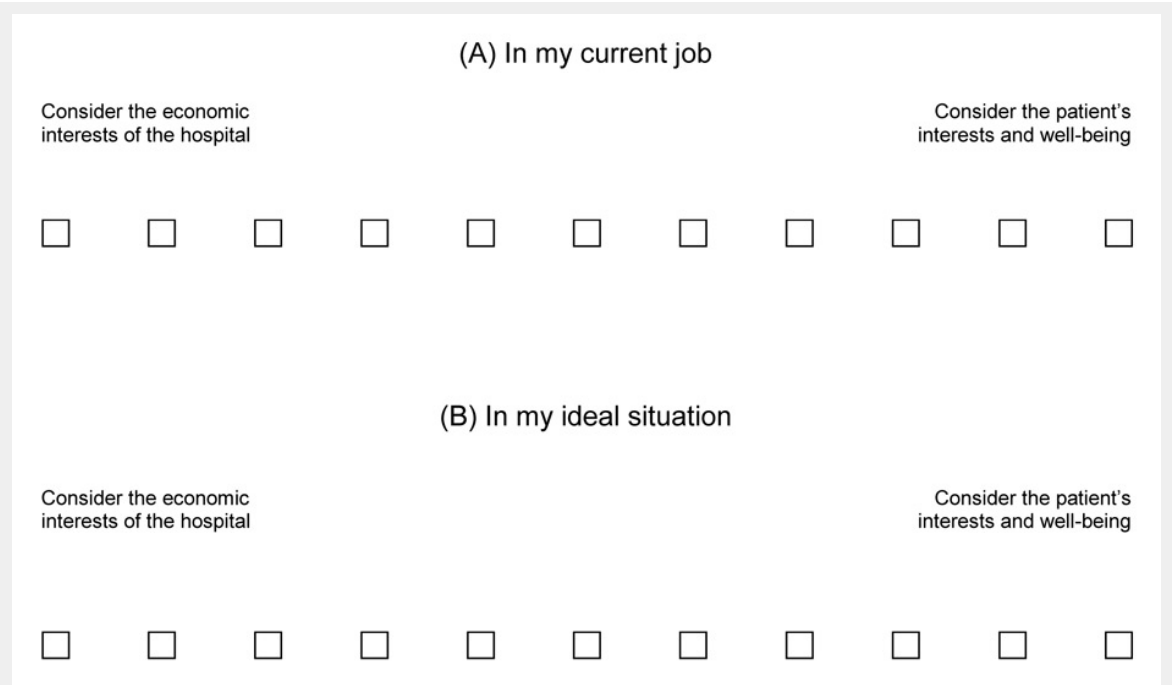 (A) In my current job
Consider the economic
interests of the hospital
Consider the patient’s
interests and well-being
(B) In my ideal situation
Consider the economic
interests of the hospital
Consider the patient’s
interests and well-being